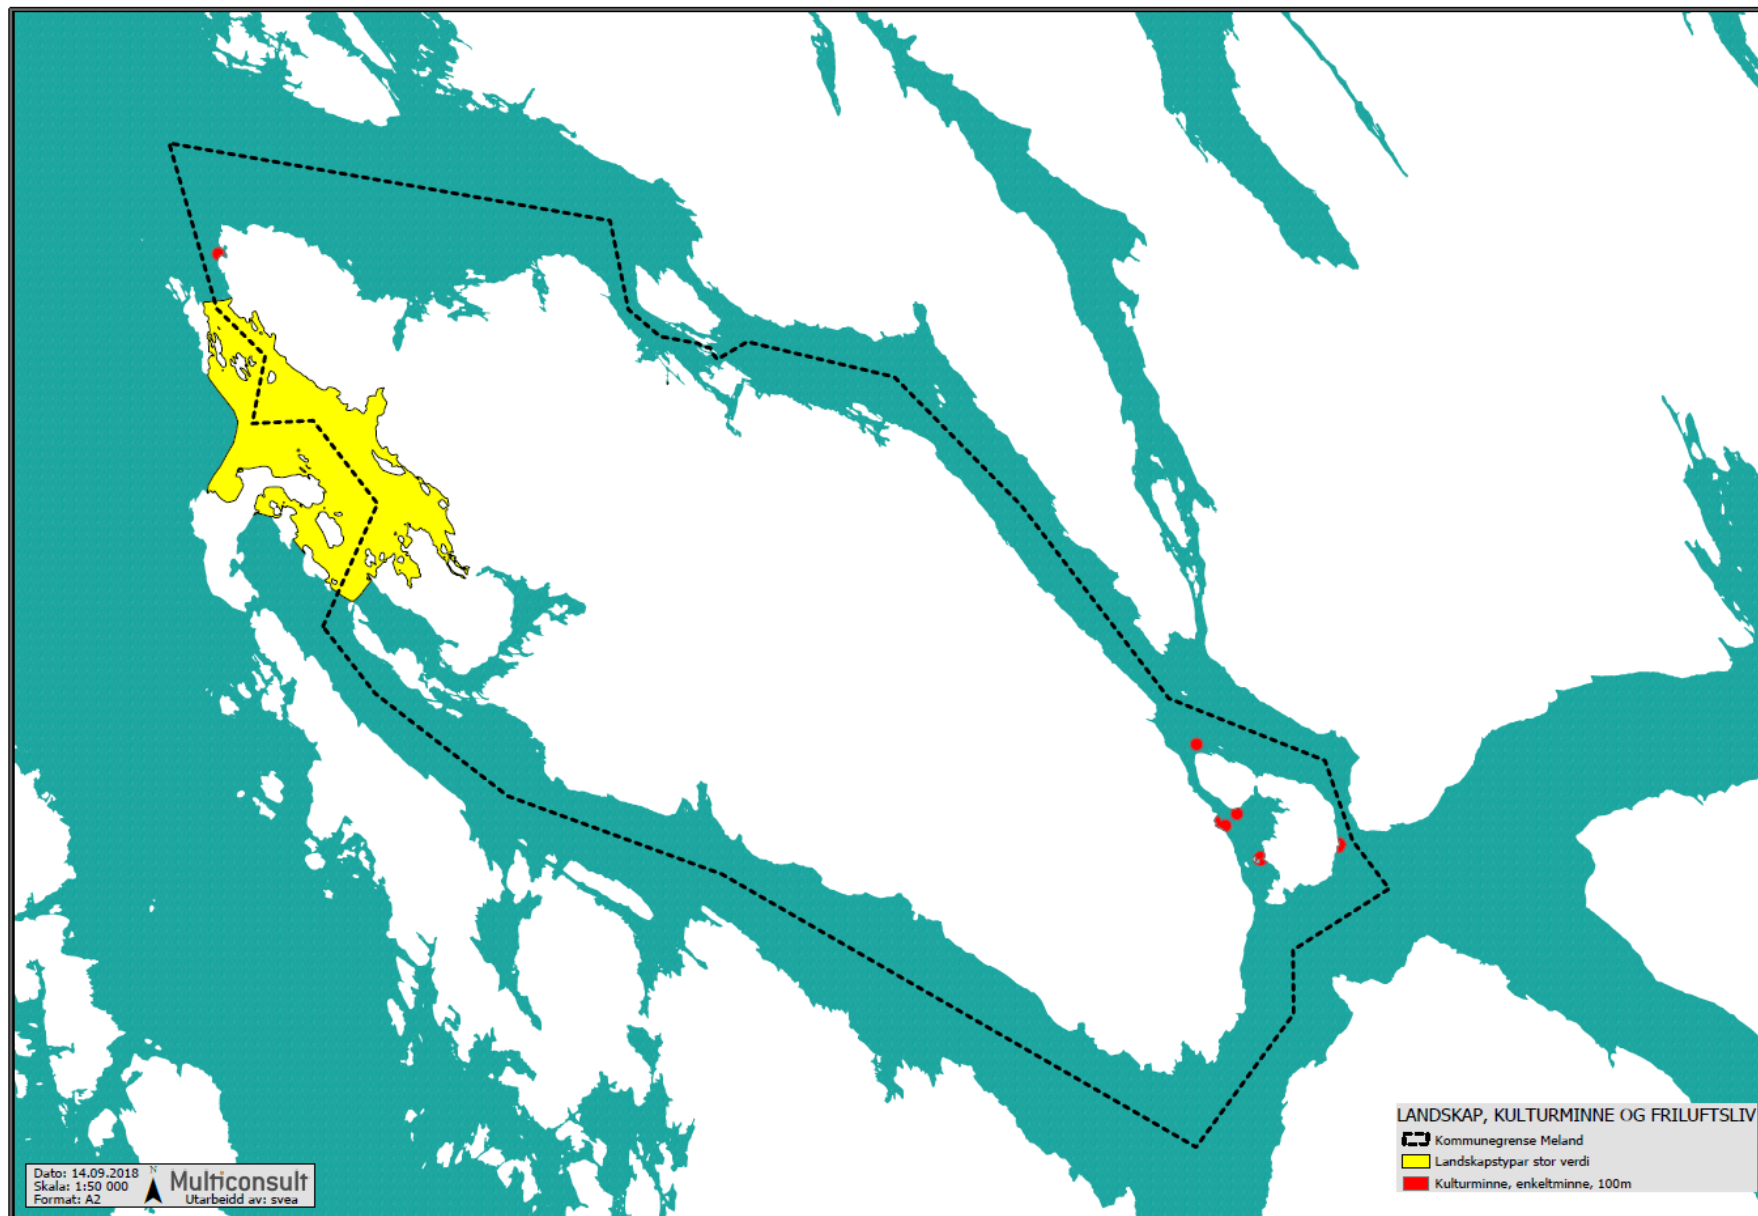 LANDSKAP, KULTURMINNE OG FRILUFTSLIV
Kommunegrense Meland
Landskapstypar stor verdi
Kulturminne, enkeltminne, 100m
Dato: 14.09.2018
Skala: 1:50 000
Format: A2
N
Multiconsult
Utarbeidd av: svea